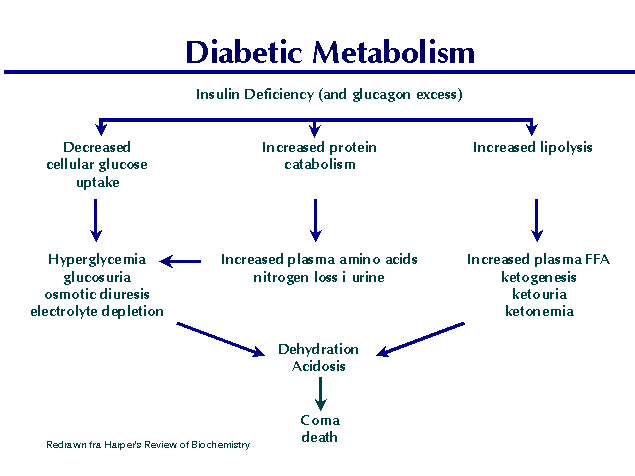 Diabetic Metabolism
Insulin Deficiency (and glucagon excess)
Decreased
cellular glucose
uptake
Increased protein
catabolism
Increased lipolysis
Hyperglycemia
glucosuria
osmotic diuresis
electrolyte depletion
Increased plasma amino acids
nitrogen loss i urine
Increased plasma FFA
ketogenesis
ketouria
ketonemia
Dehydration
Acidosis
Coma
death
Redrawn fra Harper's Review of Biochemistry